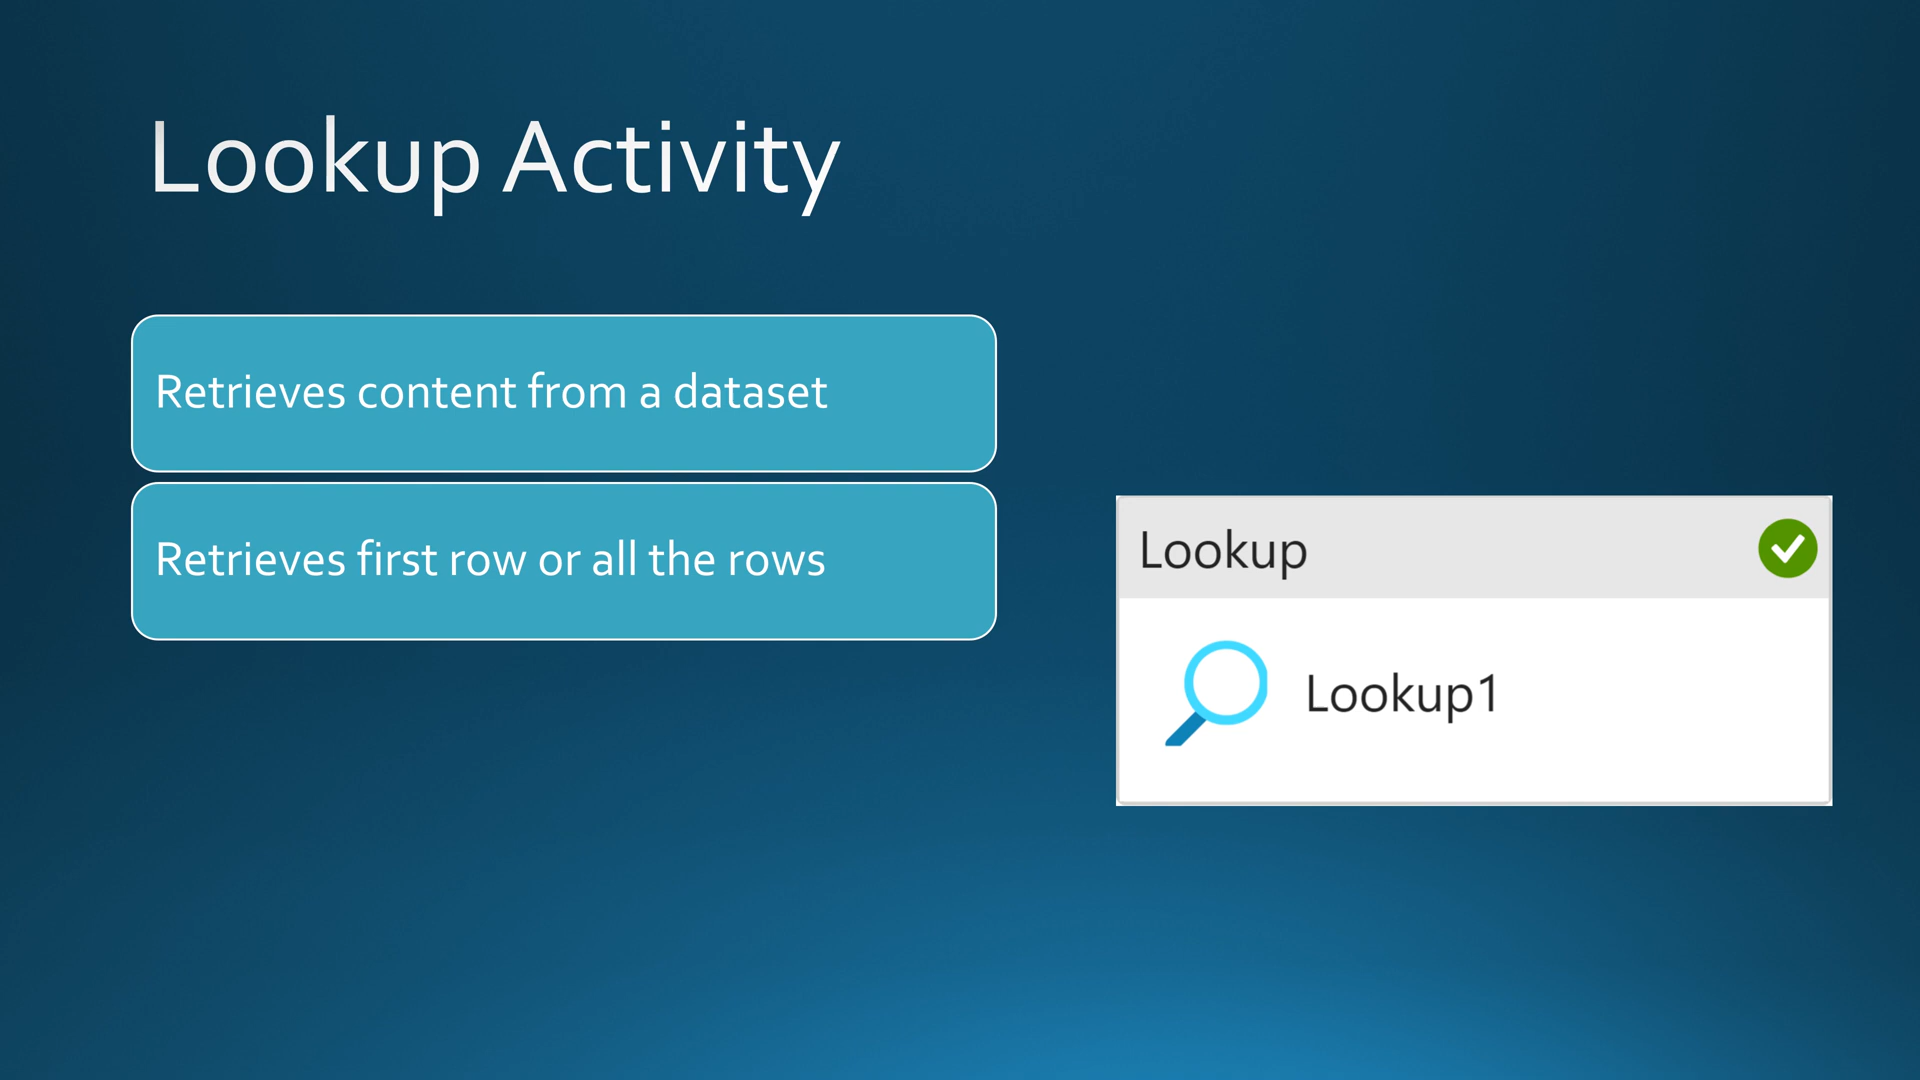 Lookup Activity
Retrieves content from a dataset
Retrieves first row or all the rows
Lookup
Lookup1